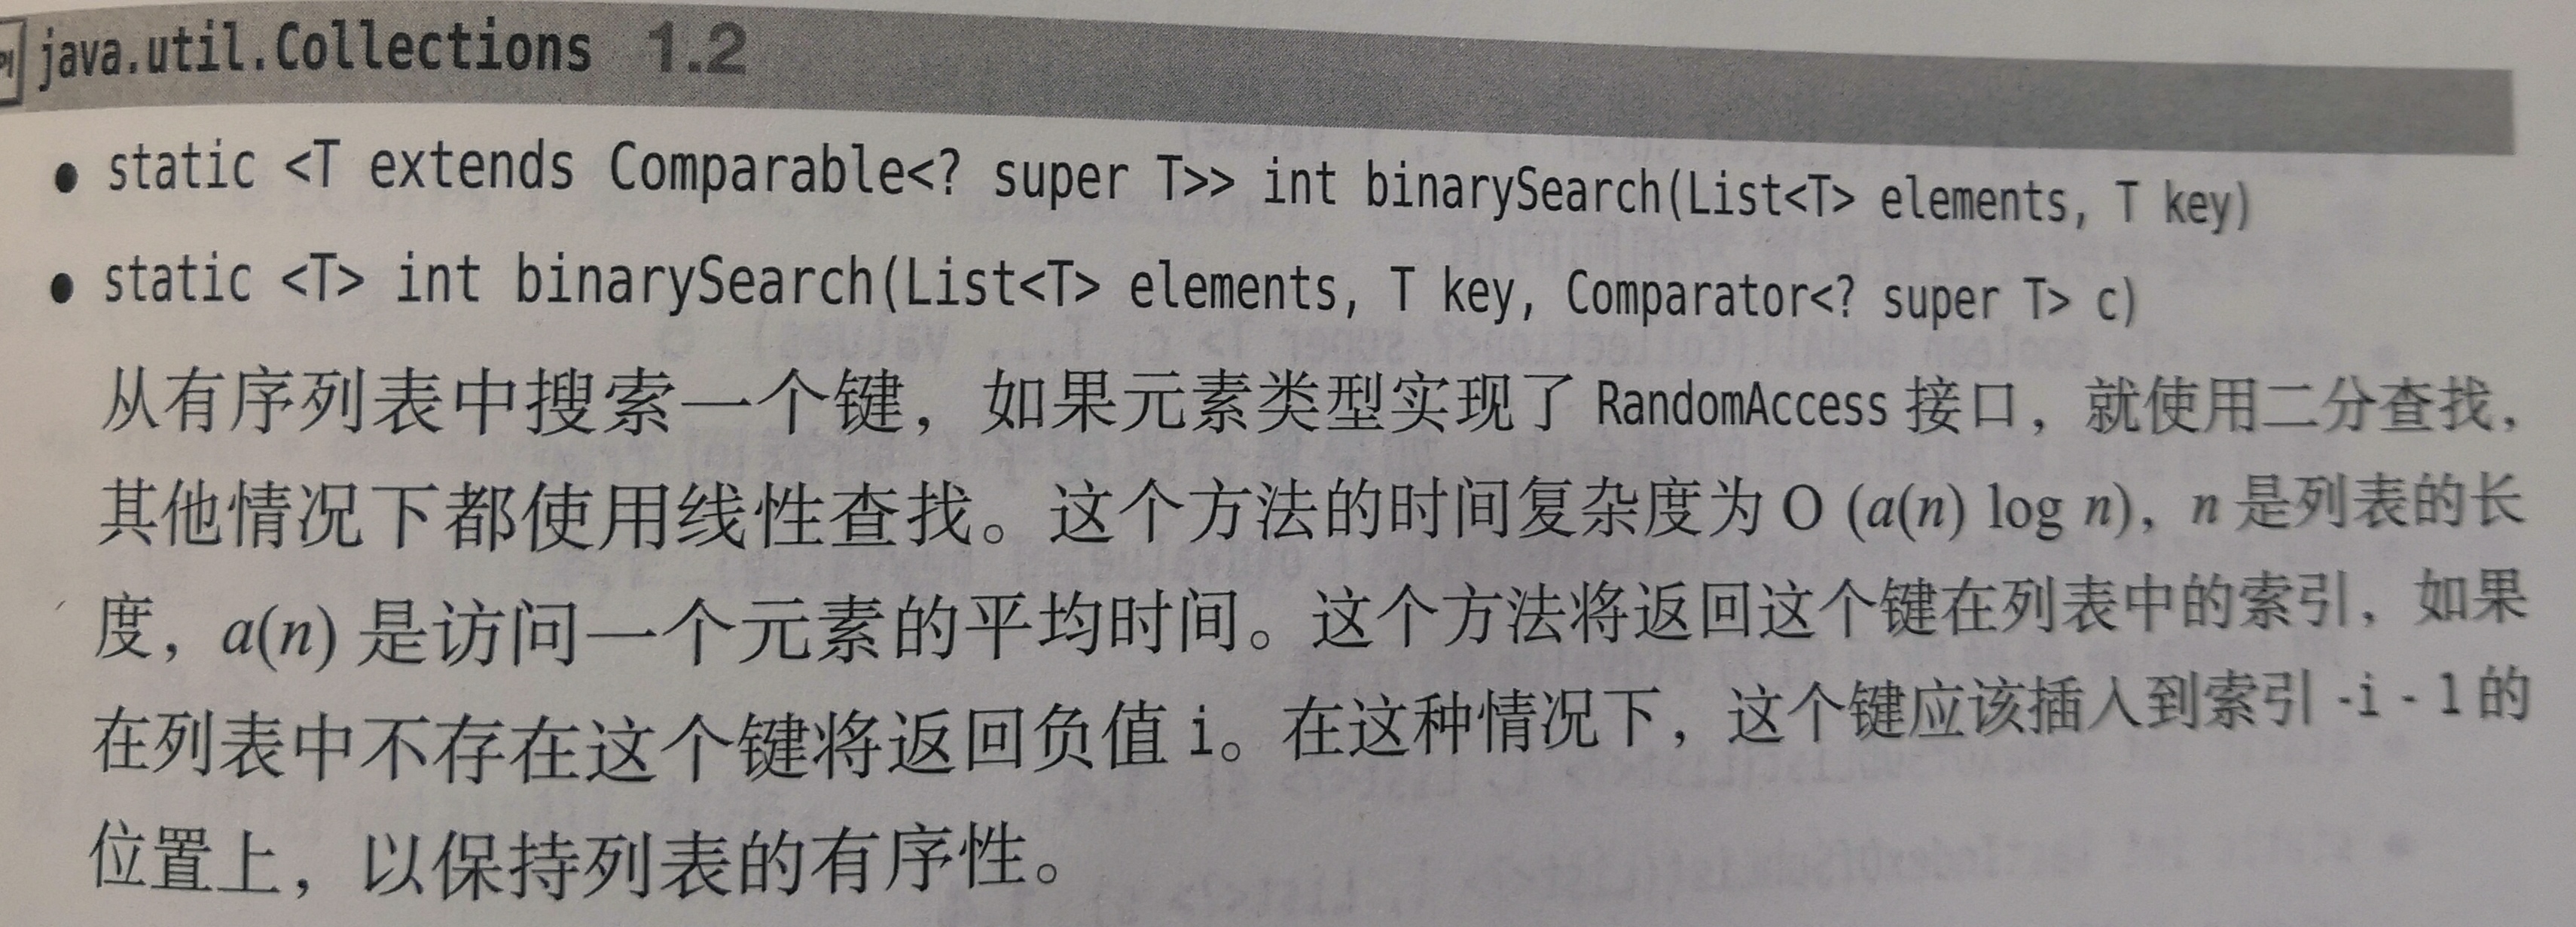 java.util.Collections 1.2
• static <T extends Comparable<? super T>> int binarySearch(List<T> elements, T key)
• static <T> int binarySearch(List<T> elements, T key, Comparator<? super T> c)
从有序列表中搜索一个键，如果元素类型实现了 RandomAccess 接口，就使用二分查找，
其他情况下都使用线性查找。这个方法的时间复杂度为 O (a(n) log n)，n 是列表的长
度，a(n) 是访问一个元素的平均时间。这个方法将返回这个键在列表中的索引，如果
在列表中不存在这个键将返回负值 i。在这种情况下，这个键应该插入到索引 -i - 1 的
位置上，以保持列表的有序性。